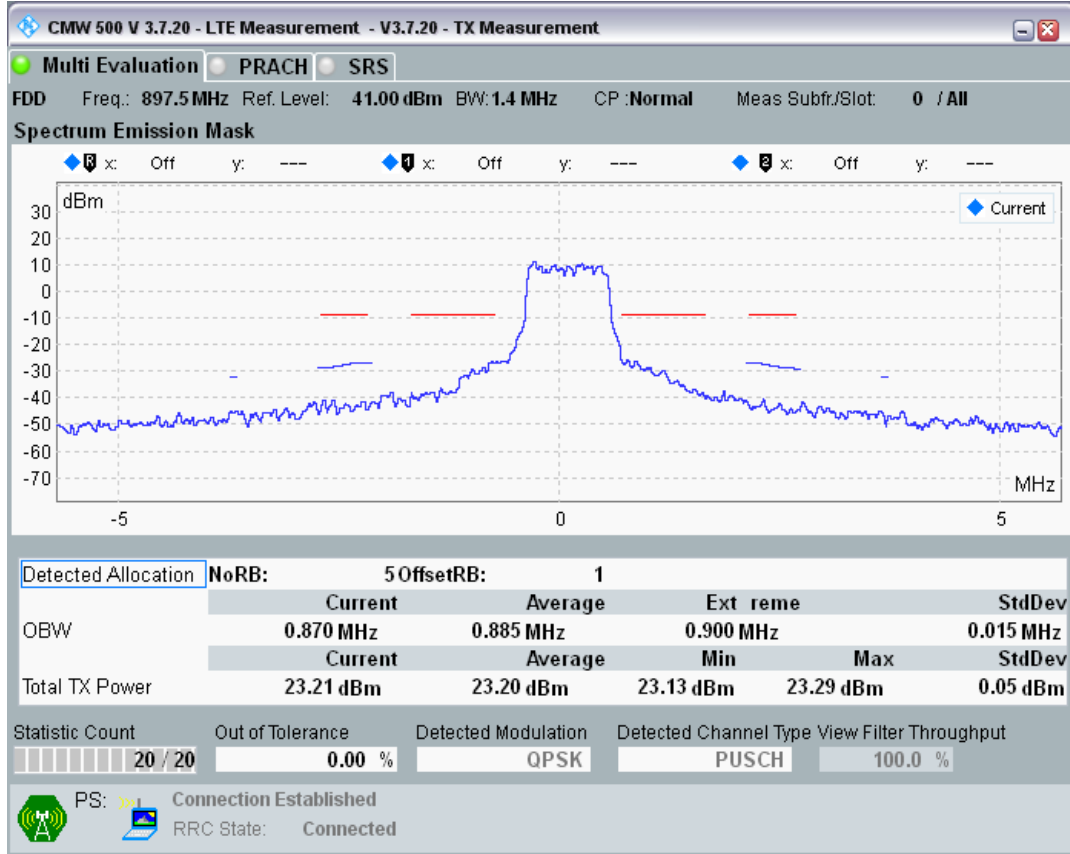 CMW 500 V 3.7.20 - LTE Measurement - V3.7.20 - TX Measurement
Multi Evaluation PRACH SRS
FDD Freq.: 897.5 MHz Ref. Level: 41.00 dBm BW: 1.4 MHz CP :Normal Meas Subfr./Slot: 0 / All
Spectrum Emission Mask
R x: Off y: --- 1 x: Off y: --- 2 x: Off y: ---
dBm
Current
30
20
10
0
-10
-20
-30
-40
-50
-60
-70
MHz
-5 0 5
Detected Allocation NoRB: 5 OffsetRB: 1
Current Average Ext reme StdDev
OBW 0.870 MHz 0.885 MHz 0.900 MHz 0.015 MHz
Current Average Min Max StdDev
Total TX Power 23.21 dBm 23.20 dBm 23.13 dBm 23.29 dBm 0.05 dBm
Statistic Count Out of Tolerance Detected Modulation Detected Channel Type View Filter Throughput
20 / 20 0.00 % QPSK PUSCH 100.0 %
PS: Connection Established
RRC State: Connected